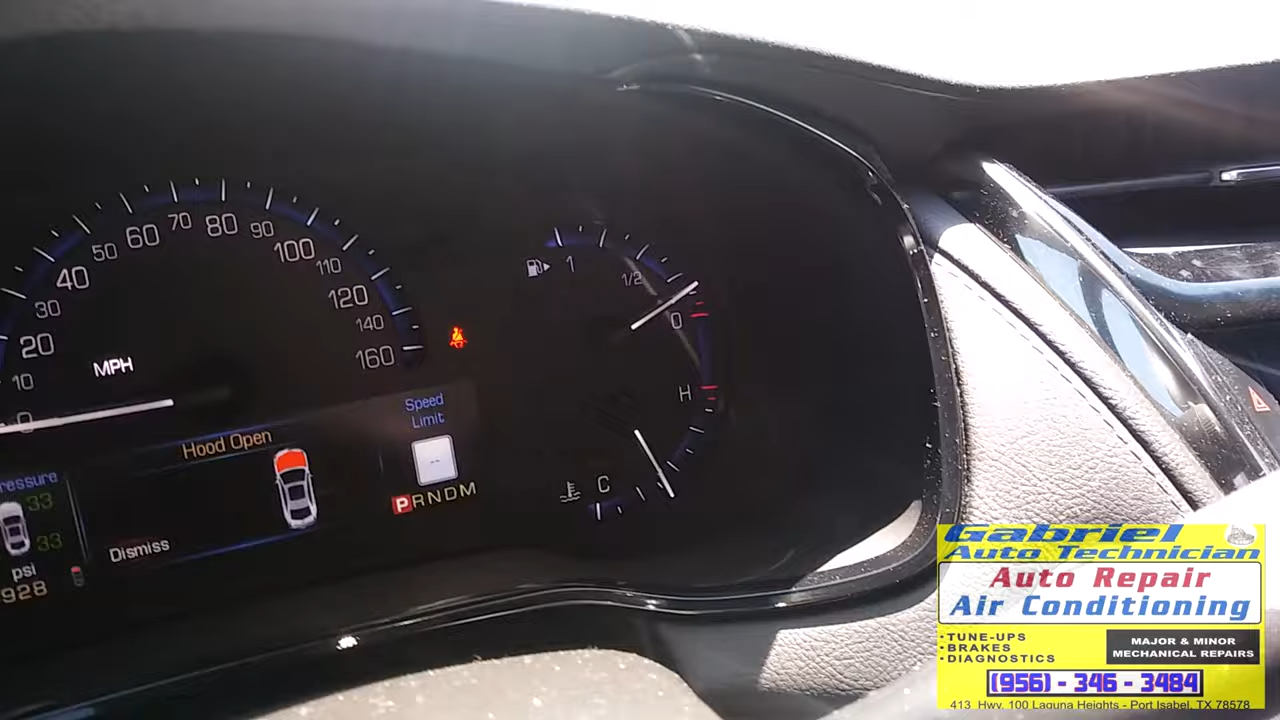 0
10
20
30
40
50
60
70
80
90
100
110
120
140
160
MPH
1
1/2
0
H
C
Hood Open
Speed
Limit
--
PRNDM
ressure
33
33
psi
928
Dismiss
Gabriel
Auto Technician
Auto Repair
Air Conditioning
·TUNE-UPS
·BRAKES
·DIAGNOSTICS
MAJOR & MINOR
MECHANICAL REPAIRS
(956) - 346 - 3484
413 Hwy. 100 Laguna Heights - Port Isabel, TX 78578